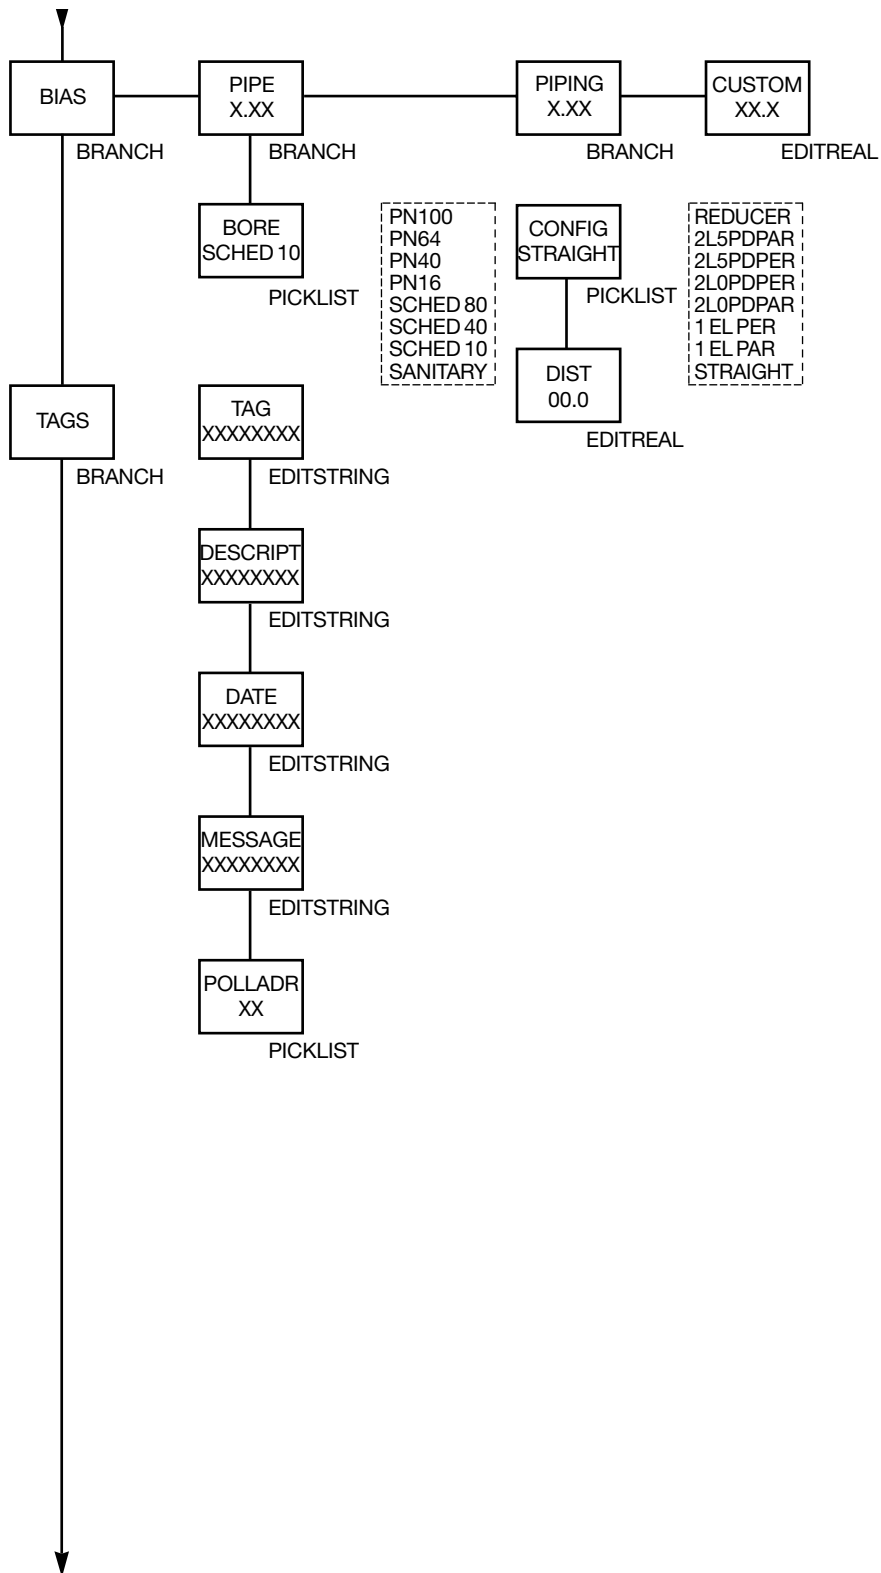 BIAS
BRANCH
PIPE
X.XX
BRANCH
PIPING
X.XX
BRANCH
CUSTOM
XX.X
EDITREAL
BORE
SCHED 10
PICKLIST
PN100
PN64
PN40
PN16
SCHED 80
SCHED 40
SCHED 10
SANITARY
CONFIG
STRAIGHT
PICKLIST
REDUCER
2L5PDPAR
2L5PDPER
2L0PDPER
2L0PDPAR
1 EL PER
1 EL PAR
STRAIGHT
DIST
00.0
EDITREAL
TAGS
BRANCH
TAG
XXXXXXXX
EDITSTRING
DESCRIPT
XXXXXXXX
EDITSTRING
DATE
XXXXXXXX
EDITSTRING
MESSAGE
XXXXXXXX
EDITSTRING
POLLADR
XX
PICKLIST